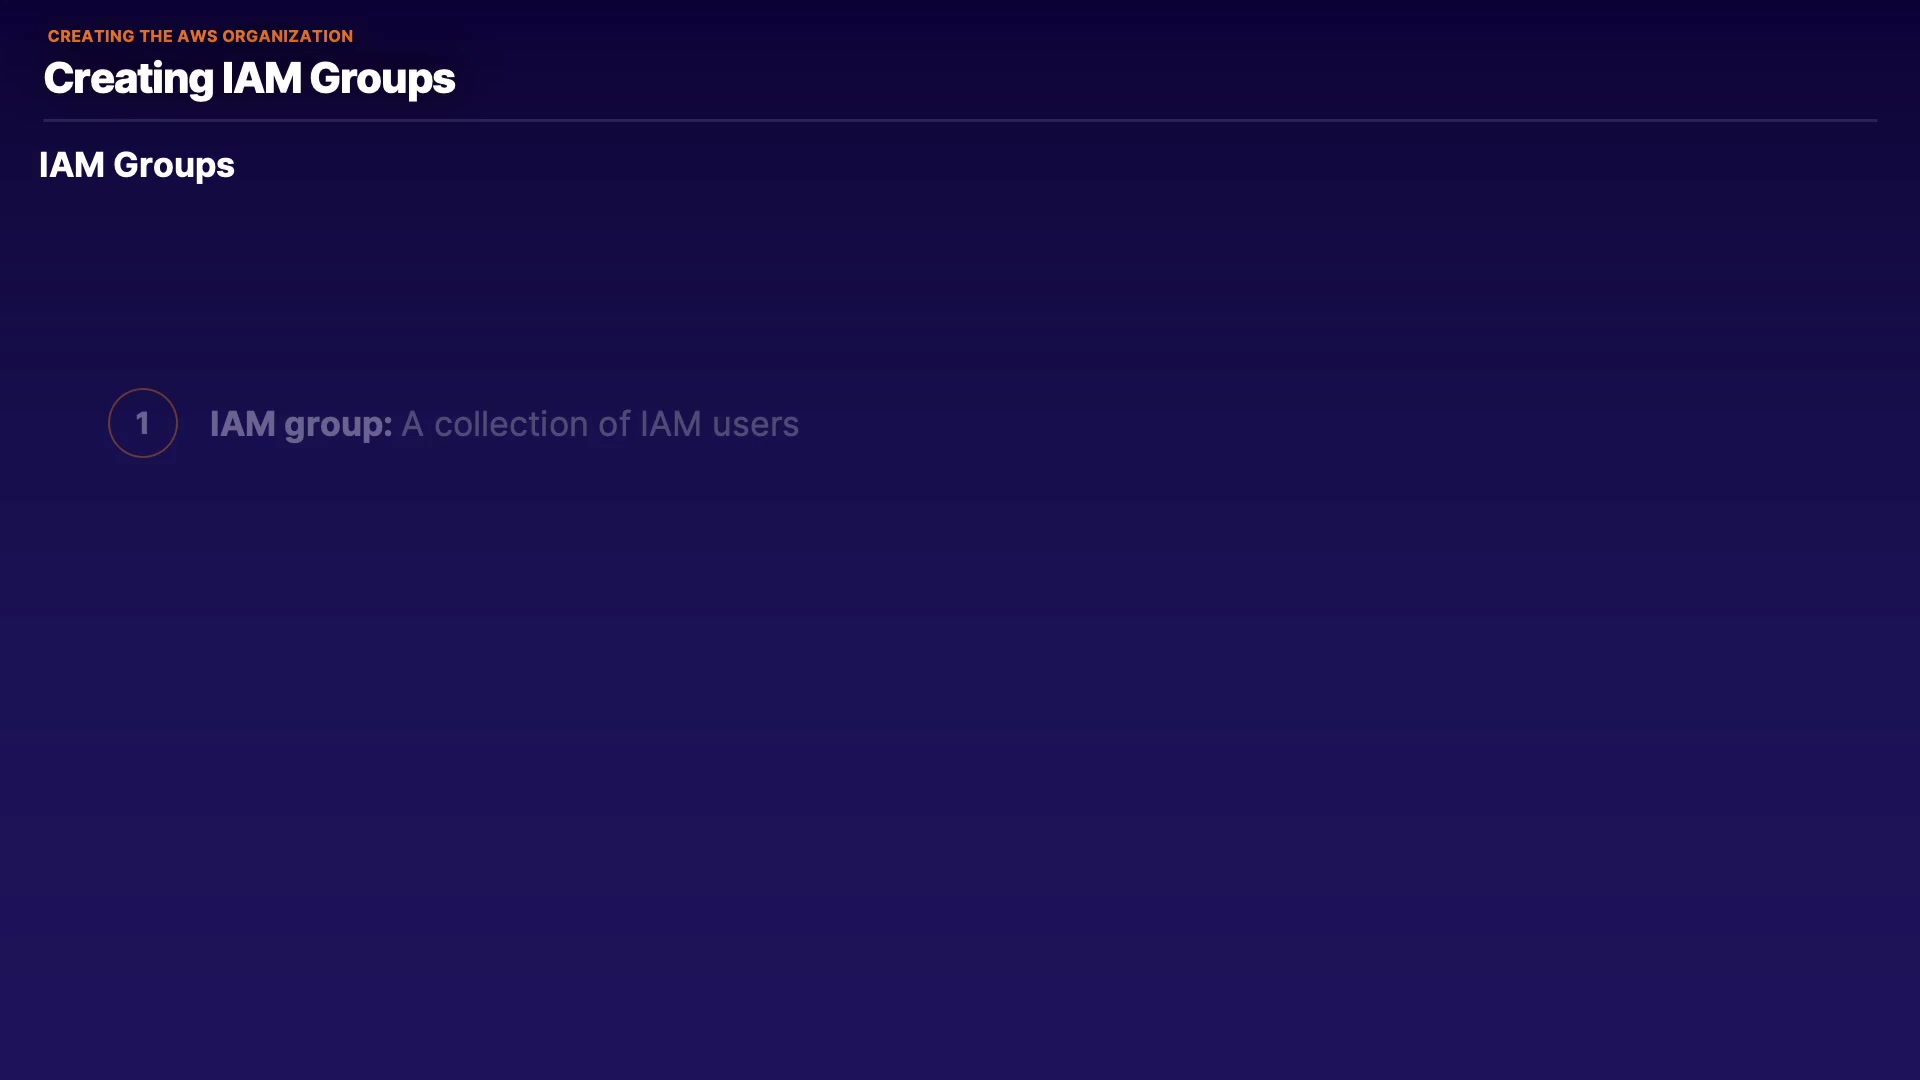 CREATING THE AWS ORGANIZATION
Creating IAM Groups
IAM Groups
1 IAM group: A collection of IAM users